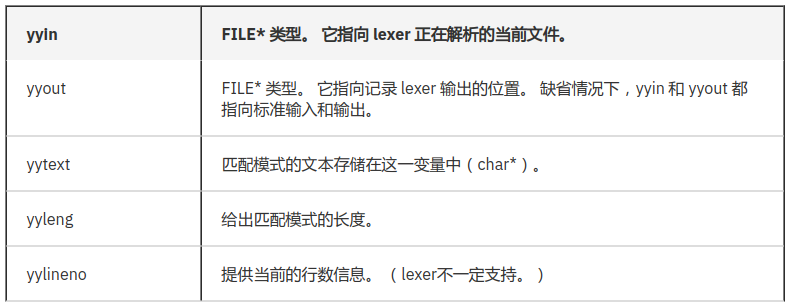 yyin
FILE* 类型。 它指向 lexer 正在解析的当前文件。
yyout
FILE* 类型。 它指向记录 lexer 输出的位置。 缺省情况下，yyin 和 yyout 都
指向标准输入和输出。
yytext
匹配模式的文本存储在这一变量中（char*）。
yyleng
给出匹配模式的长度。
yylineno
提供当前的行数信息。 （lexer不一定支持。）